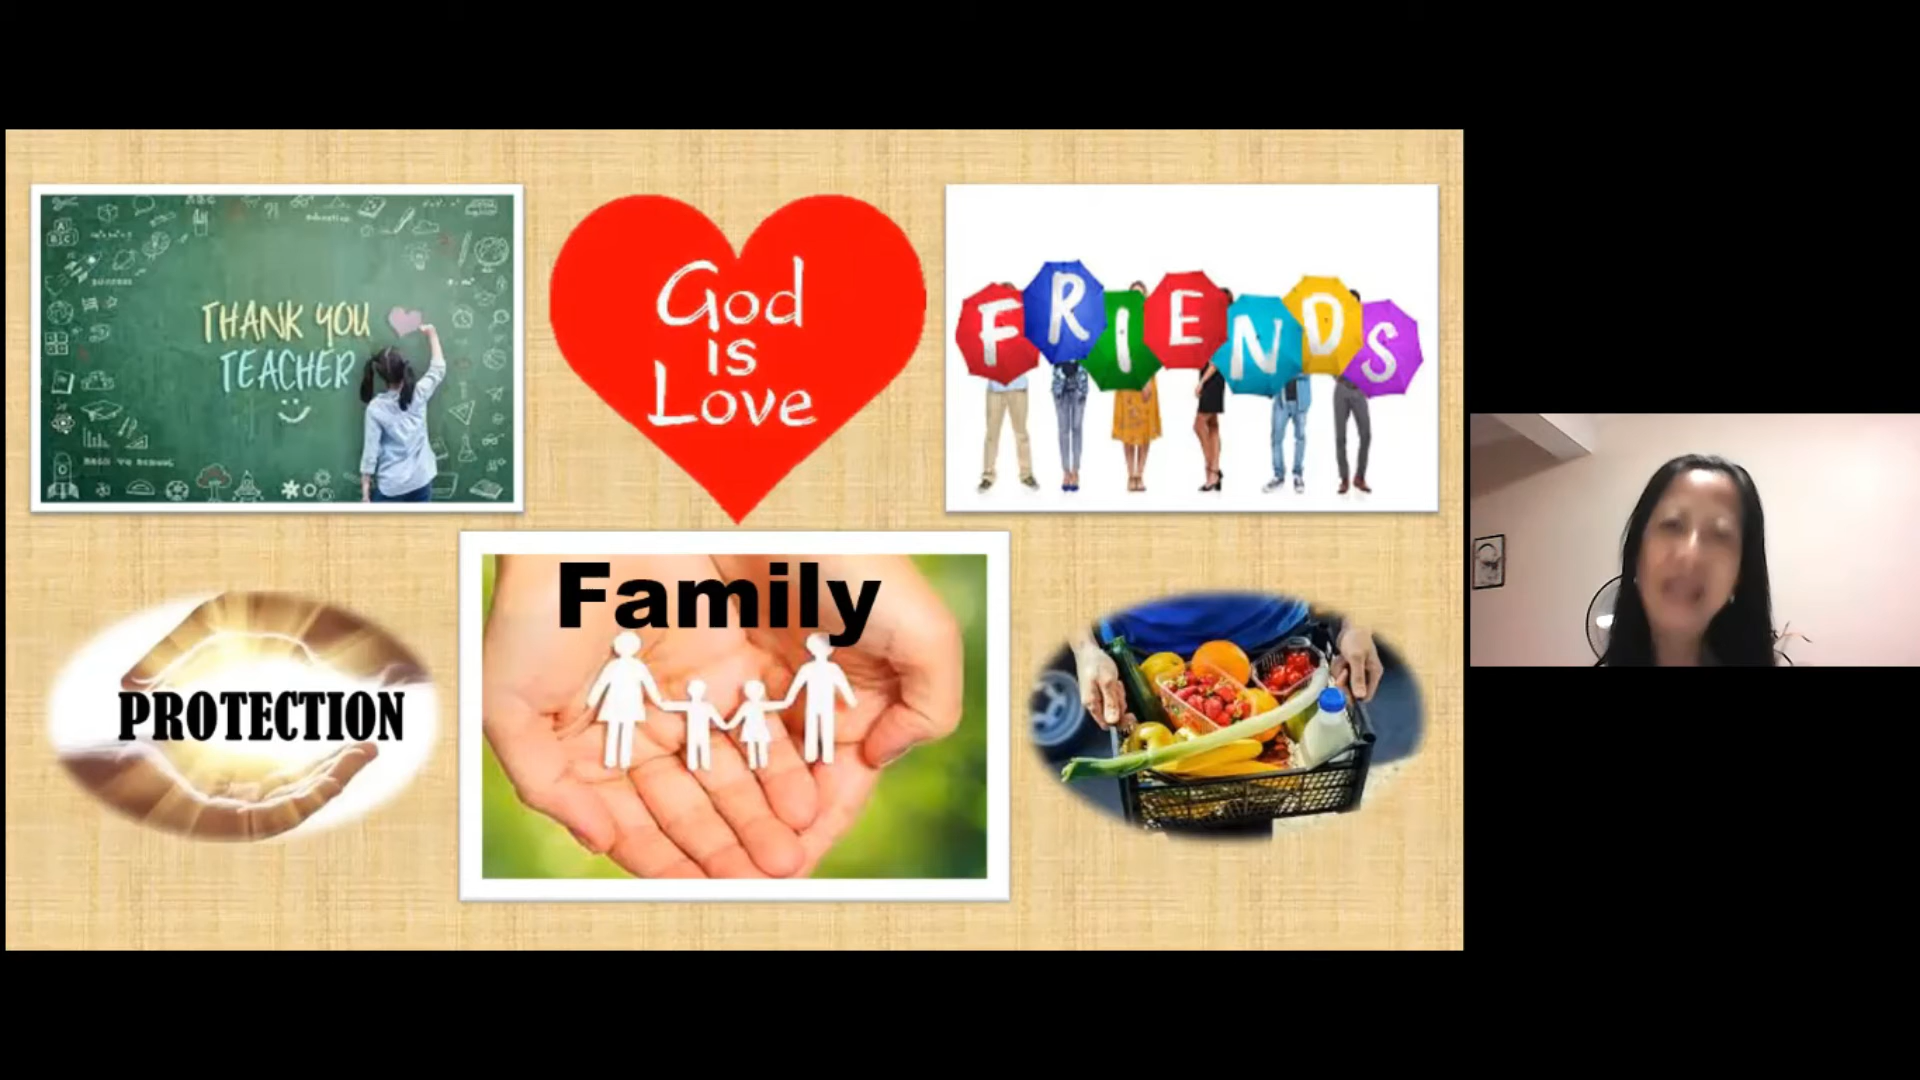 THANK YOU
TEACHER
God
is
Love
FRIENDS
PROTECTION
Family